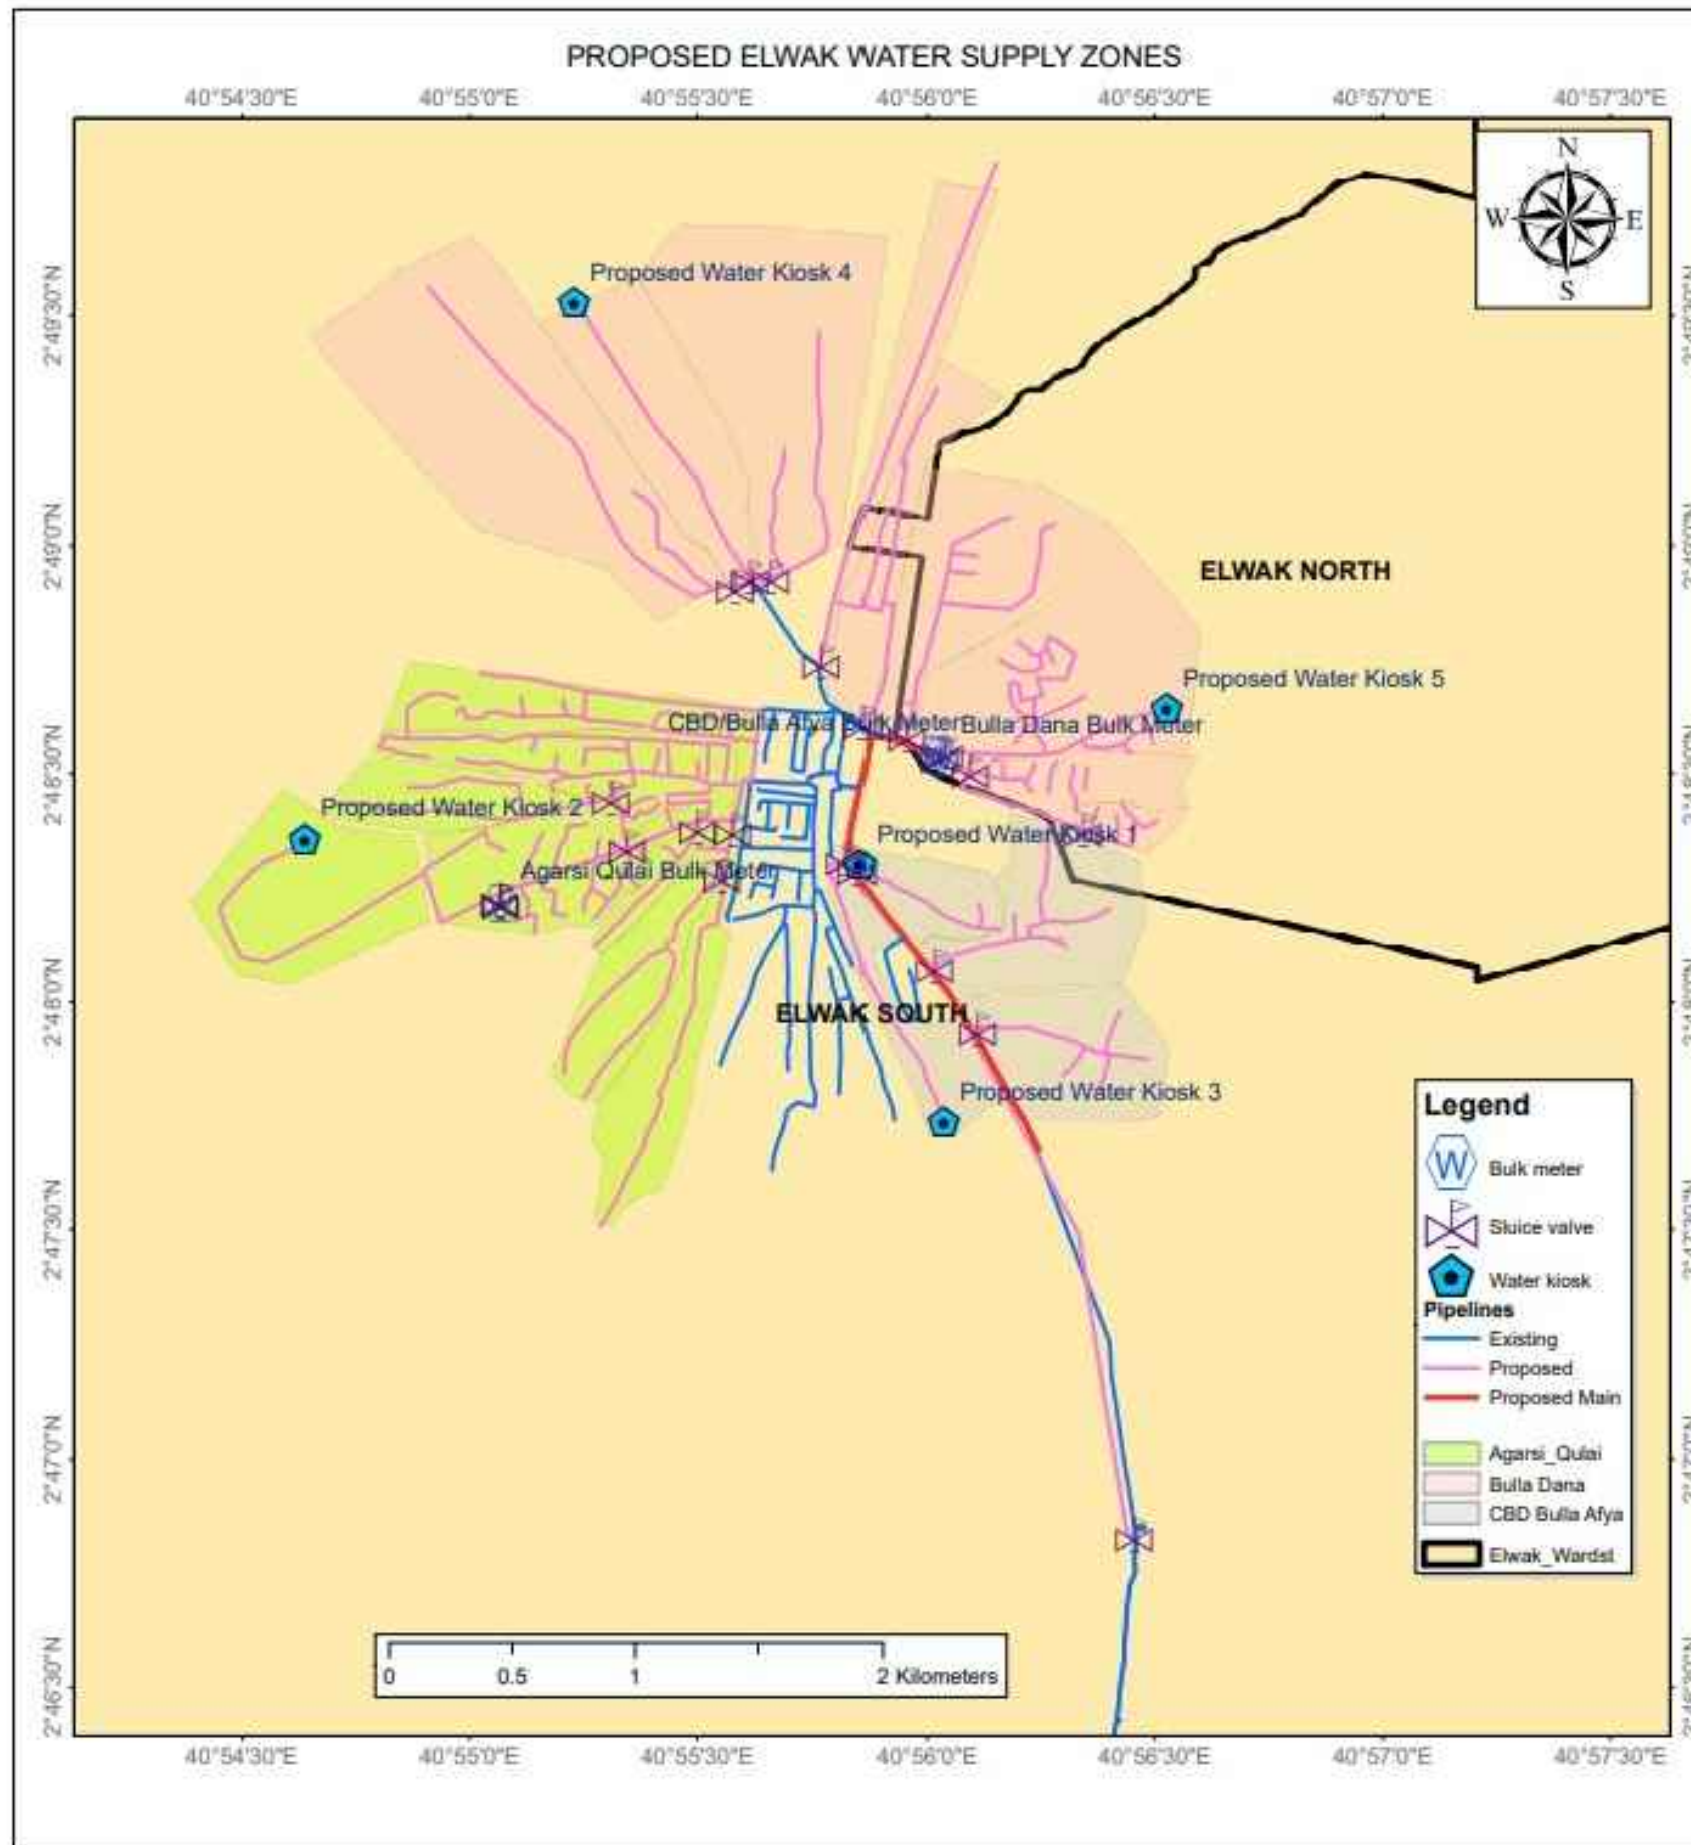 PROPOSED ELWAK WATER SUPPLY ZONES
40°54'30"E 40°55'0"E 40°55'30"E 40°56'0"E 40°56'30"E 40°57'0"E 40°57'30"E
N
W E
S
2°49'30"N
2°49'0"N
2°48'30"N
2°48'0"N
2°47'30"N
2°47'0"N
2°46'30"N
Proposed Water Kiosk 4
ELWAK NORTH
Proposed Water Kiosk 5
CBD/Bulla Afya Bulk Meter
Bulla Dana Bulk Meter
Proposed Water Kiosk 2
Proposed Water Kiosk 1
Agarsi Qulai Bulk Meter
ELWAK SOUTH
Proposed Water Kiosk 3
Legend
W Bulk meter
Sluice valve
Water kiosk
Pipelines
Existing
Proposed
Proposed Main
Agarsi_Qulai
Bulla Dana
CBD Bulla Afya
Elwak_Wardst
0 0.5 1 2 Kilometers
40°54'30"E 40°55'0"E 40°55'30"E 40°56'0"E 40°56'30"E 40°57'0"E 40°57'30"E